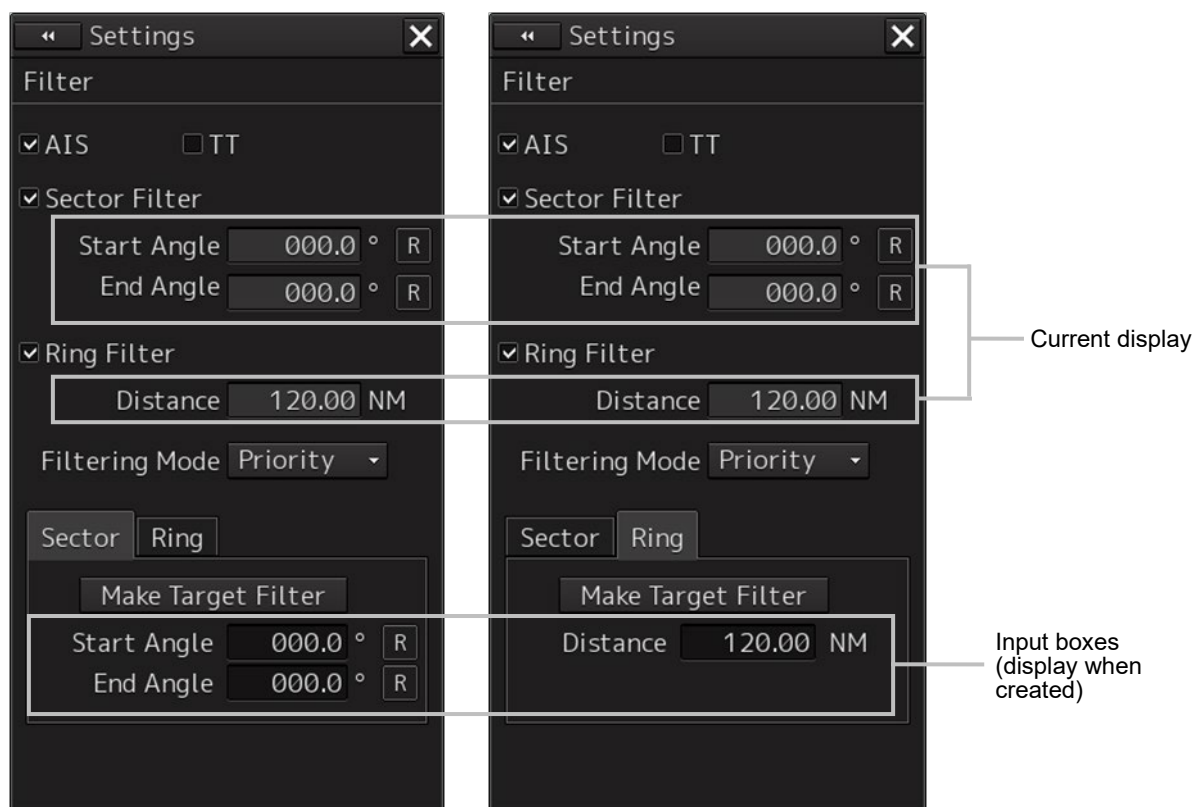 Settings
Filter
AIS TT
Sector Filter
Start Angle 000.0 ° R
End Angle 000.0 ° R
Ring Filter
Distance 120.00 NM
Filtering Mode Priority
Sector Ring
Make Target Filter
Start Angle 000.0 ° R
End Angle 000.0 ° R
Settings
Filter
AIS TT
Sector Filter
Start Angle 000.0 ° R
End Angle 000.0 ° R
Ring Filter
Distance 120.00 NM
Filtering Mode Priority
Sector Ring
Make Target Filter
Distance 120.00 NM
Current display
Input boxes
(display when
created)